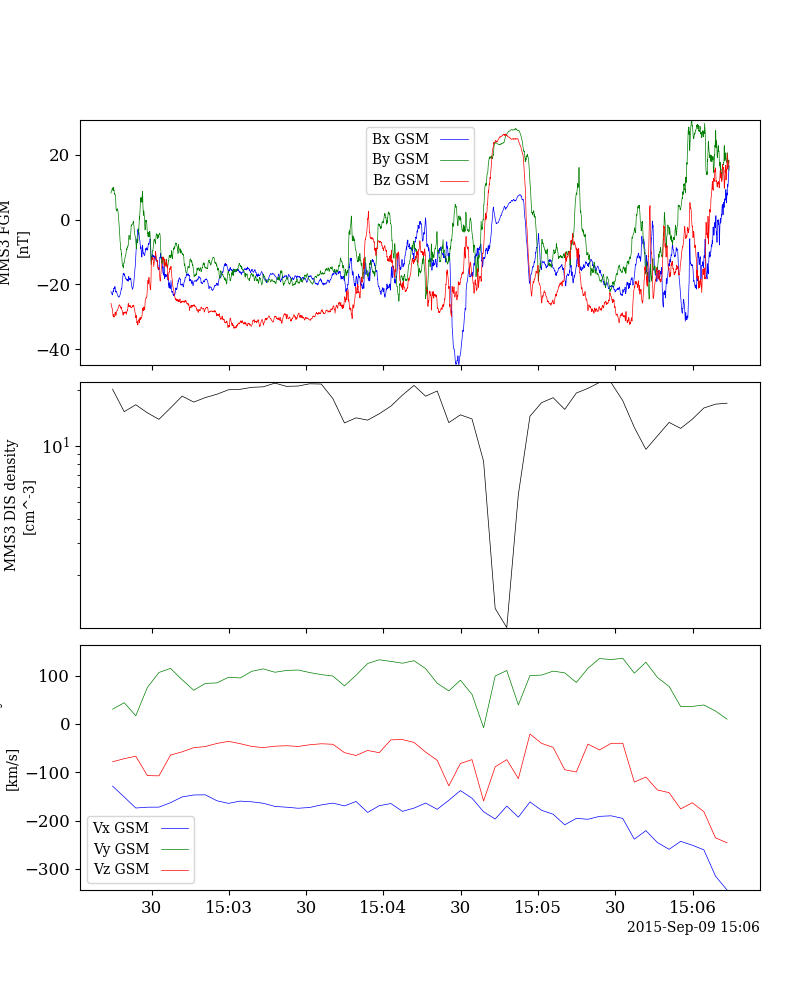 20
0
−20
−40
MMS3 FGM
[nT]
Bx GSM
By GSM
Bz GSM
10^1
MMS3 DIS density
[cm^-3]
100
0
−100
−200
−300
[km/s]
Vx GSM
Vy GSM
Vz GSM
30 15:03 30 15:04 30 15:05 30 15:06
2015-Sep-09 15:06